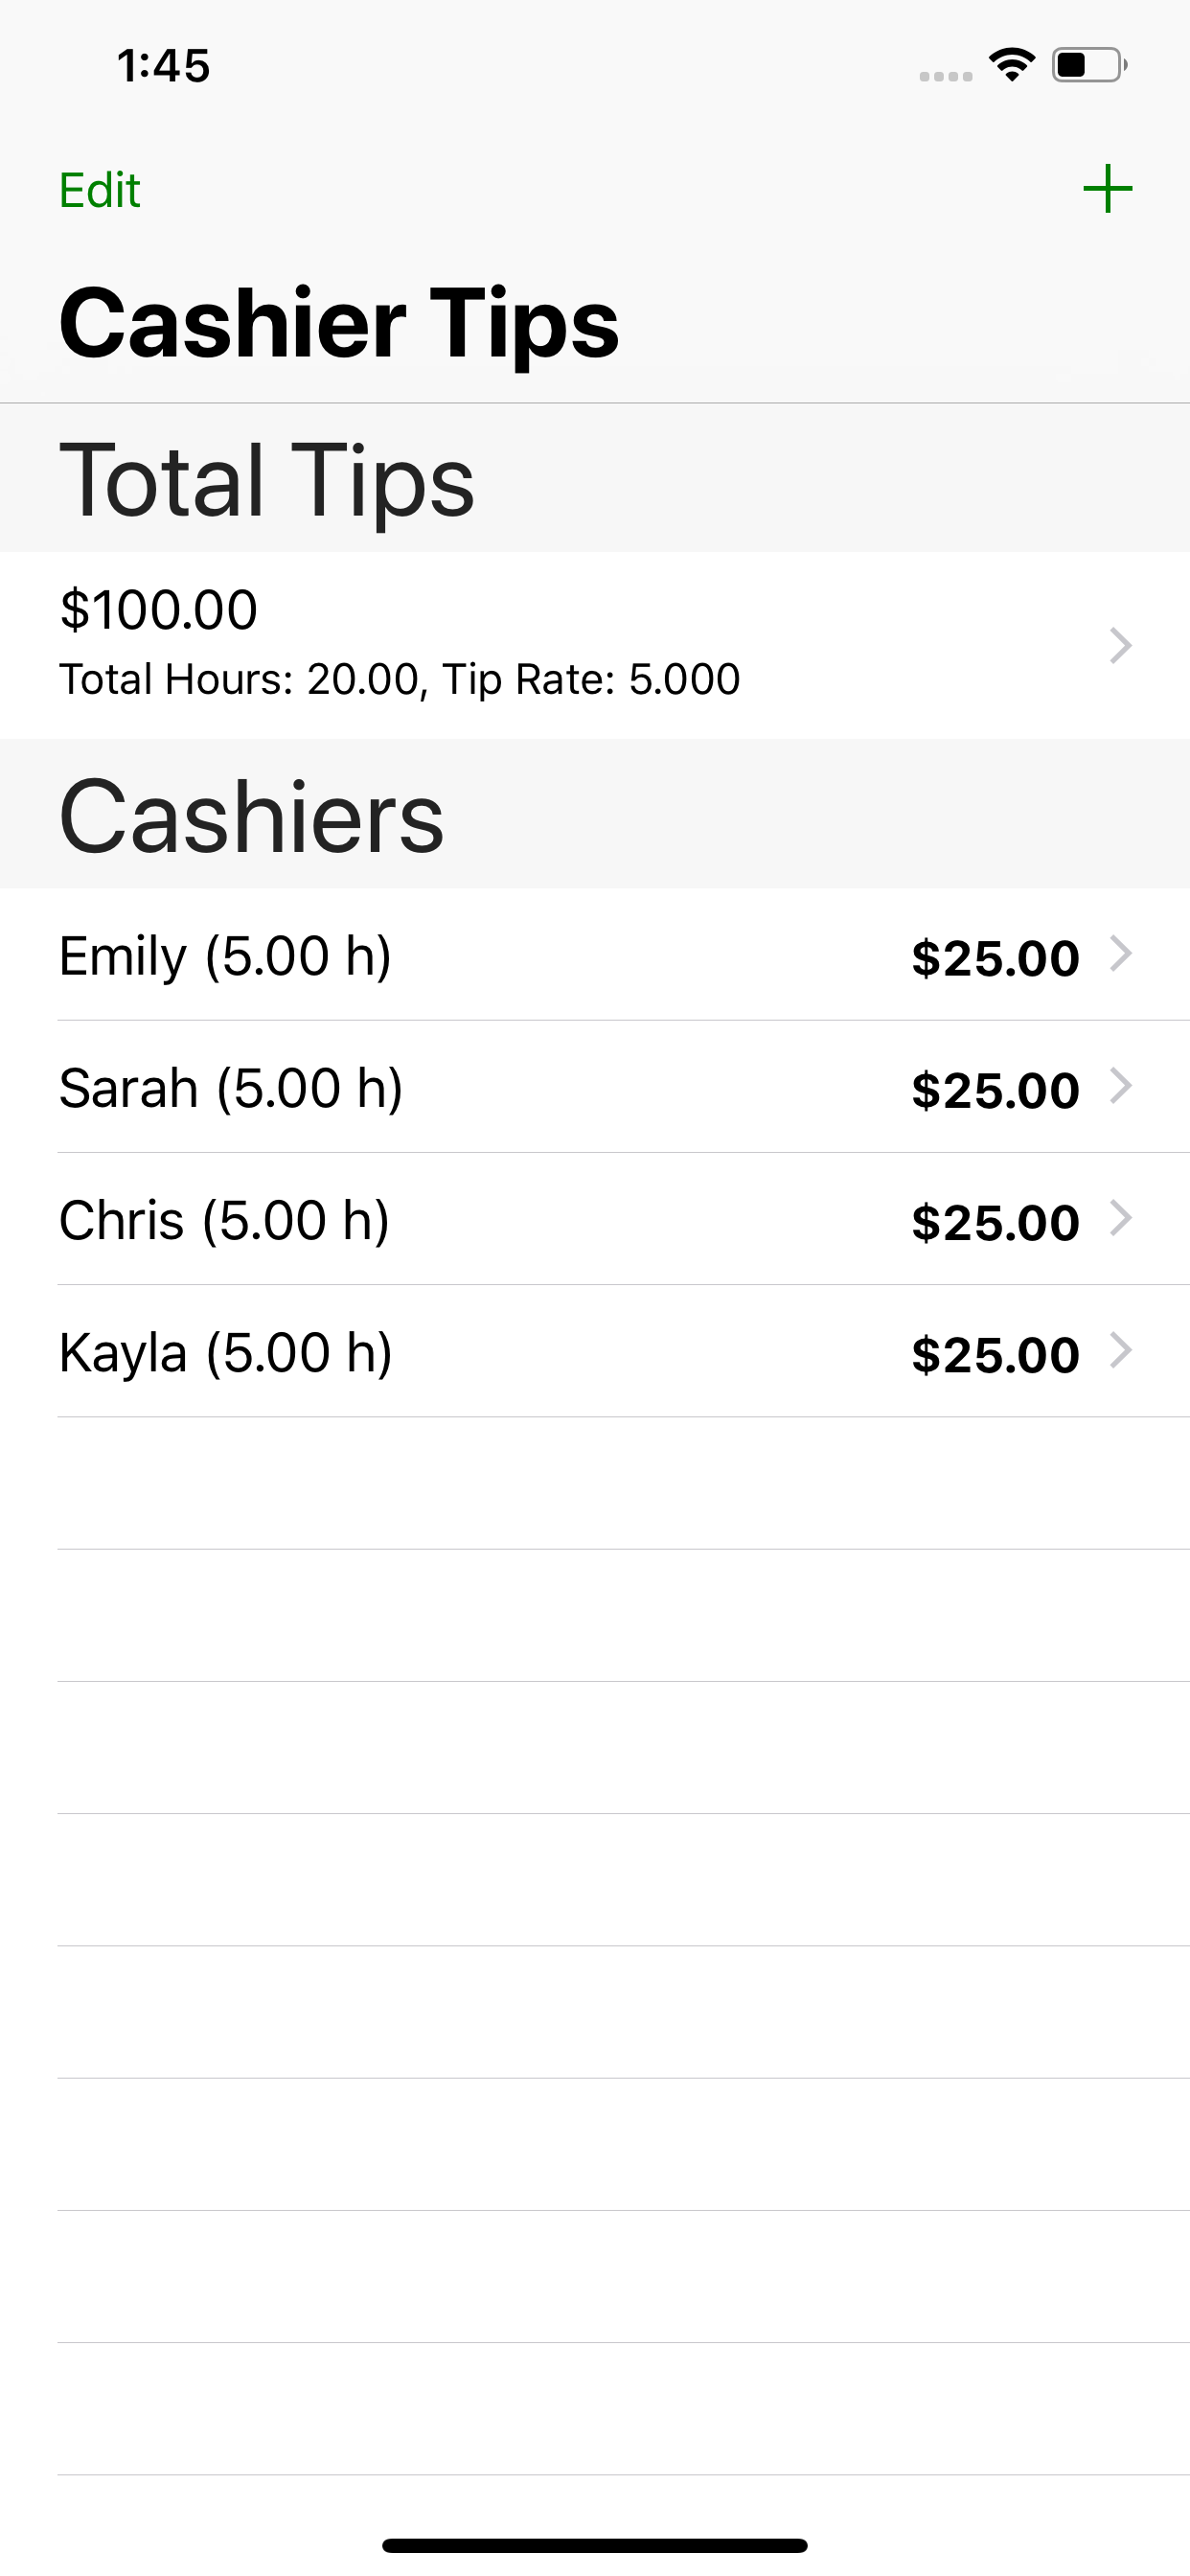 1:45
Edit
Cashier Tips
Total Tips
$100.00
Total Hours: 20.00, Tip Rate: 5.000
Cashiers
Emily (5.00 h) $25.00
Sarah (5.00 h) $25.00
Chris (5.00 h) $25.00
Kayla (5.00 h) $25.00